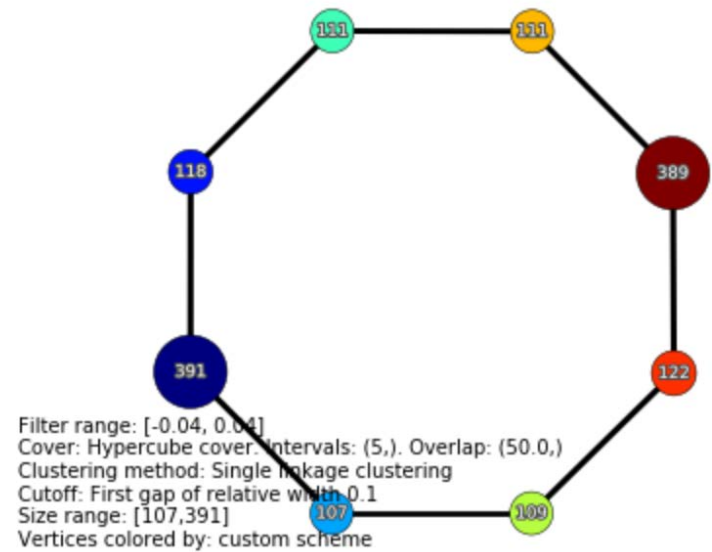 111
111
118
389
391
122
Filter range: [-0.04, 0.04]
Cover: Hypercube cover. Intervals: (5,). Overlap: (50.0,)
Clustering method: Single linkage clustering
Cutoff: First gap of relative width 0.1
Size range: [107,391]
107
109
Vertices colored by: custom scheme